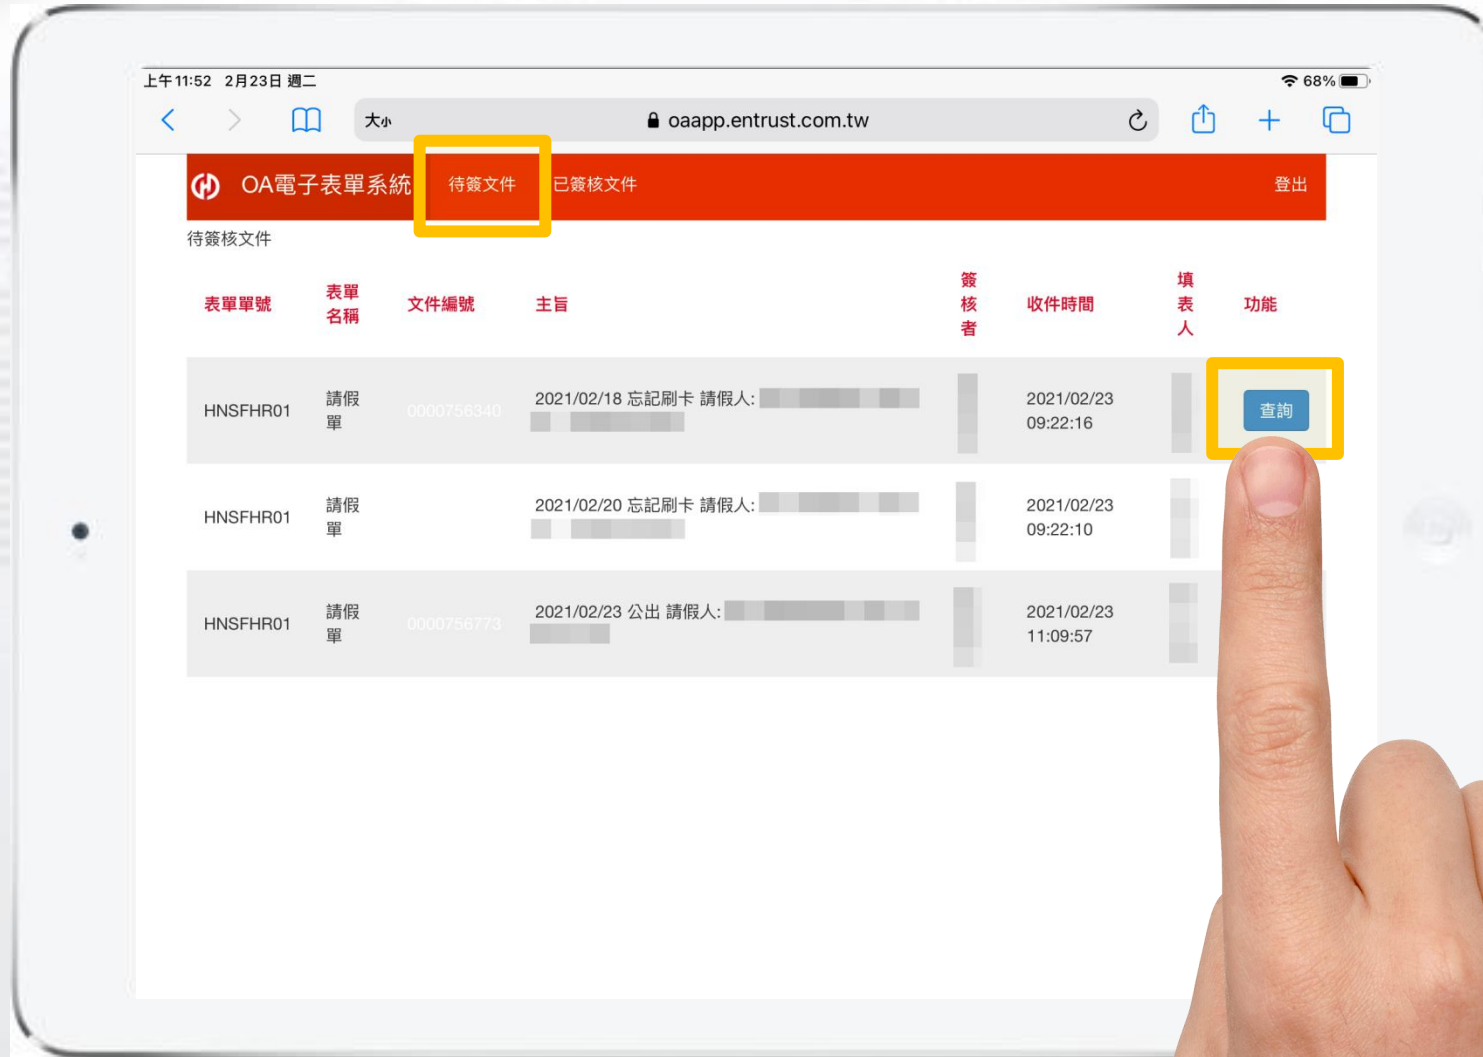 上午11:52 2月23日 週二
68%
大小
oaapp.entrust.com.tw
OA電子表單系統 待簽文件 已簽核文件 登出
待簽核文件
表單單號 表單名稱 文件編號 主旨 簽核者 收件時間 填表人 功能
HNSFHR01 請假單 0000756340 2021/02/18 忘記刷卡 請假人: 2021/02/23 09:22:16 查詢
HNSFHR01 請假單 2021/02/20 忘記刷卡 請假人: 2021/02/23 09:22:10
HNSFHR01 請假單 0000756773 2021/02/23 公出 請假人: 2021/02/23 11:09:57